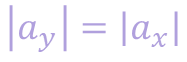 |a_y| = |a_x|